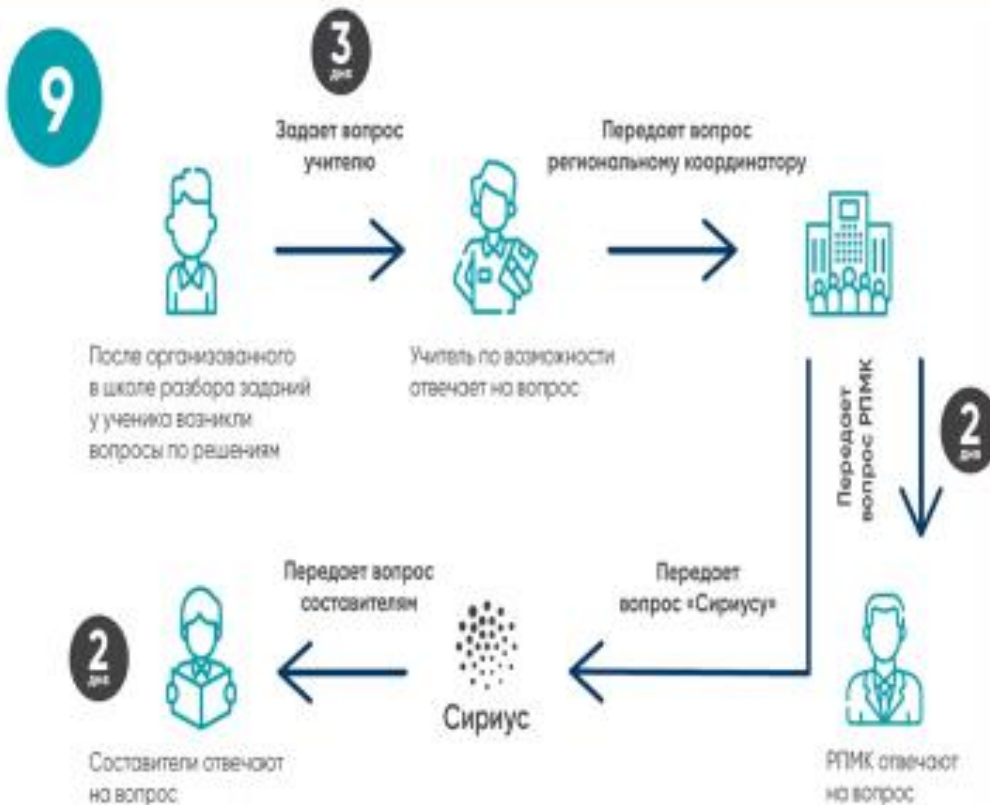 9
3
дня
Задает вопрос
учителю
Передает вопрос
региональному координатору
После организованного
в школе разбора заданий
у ученика возникли
вопросы по решениям
Учитель по возможности
отвечает на вопрос
Передает
вопрос РПМК
2
дня
Передает вопрос
составителям
Передает
вопрос «Сириусу»
2
дня
Сириус
Составители отвечают
на вопрос
РПМК отвечают
на вопрос